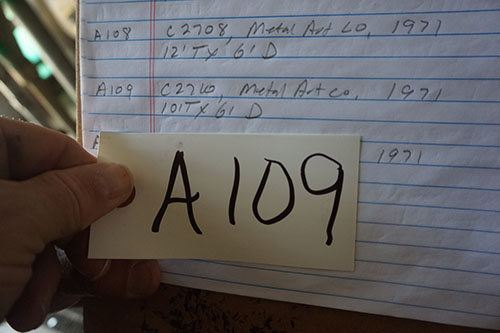 A108 C2708, Metal Art Co, 1971
12'T x 6' D
A109 C2710, Metal Art Co, 1971
10'T x 6' D
1971
A109